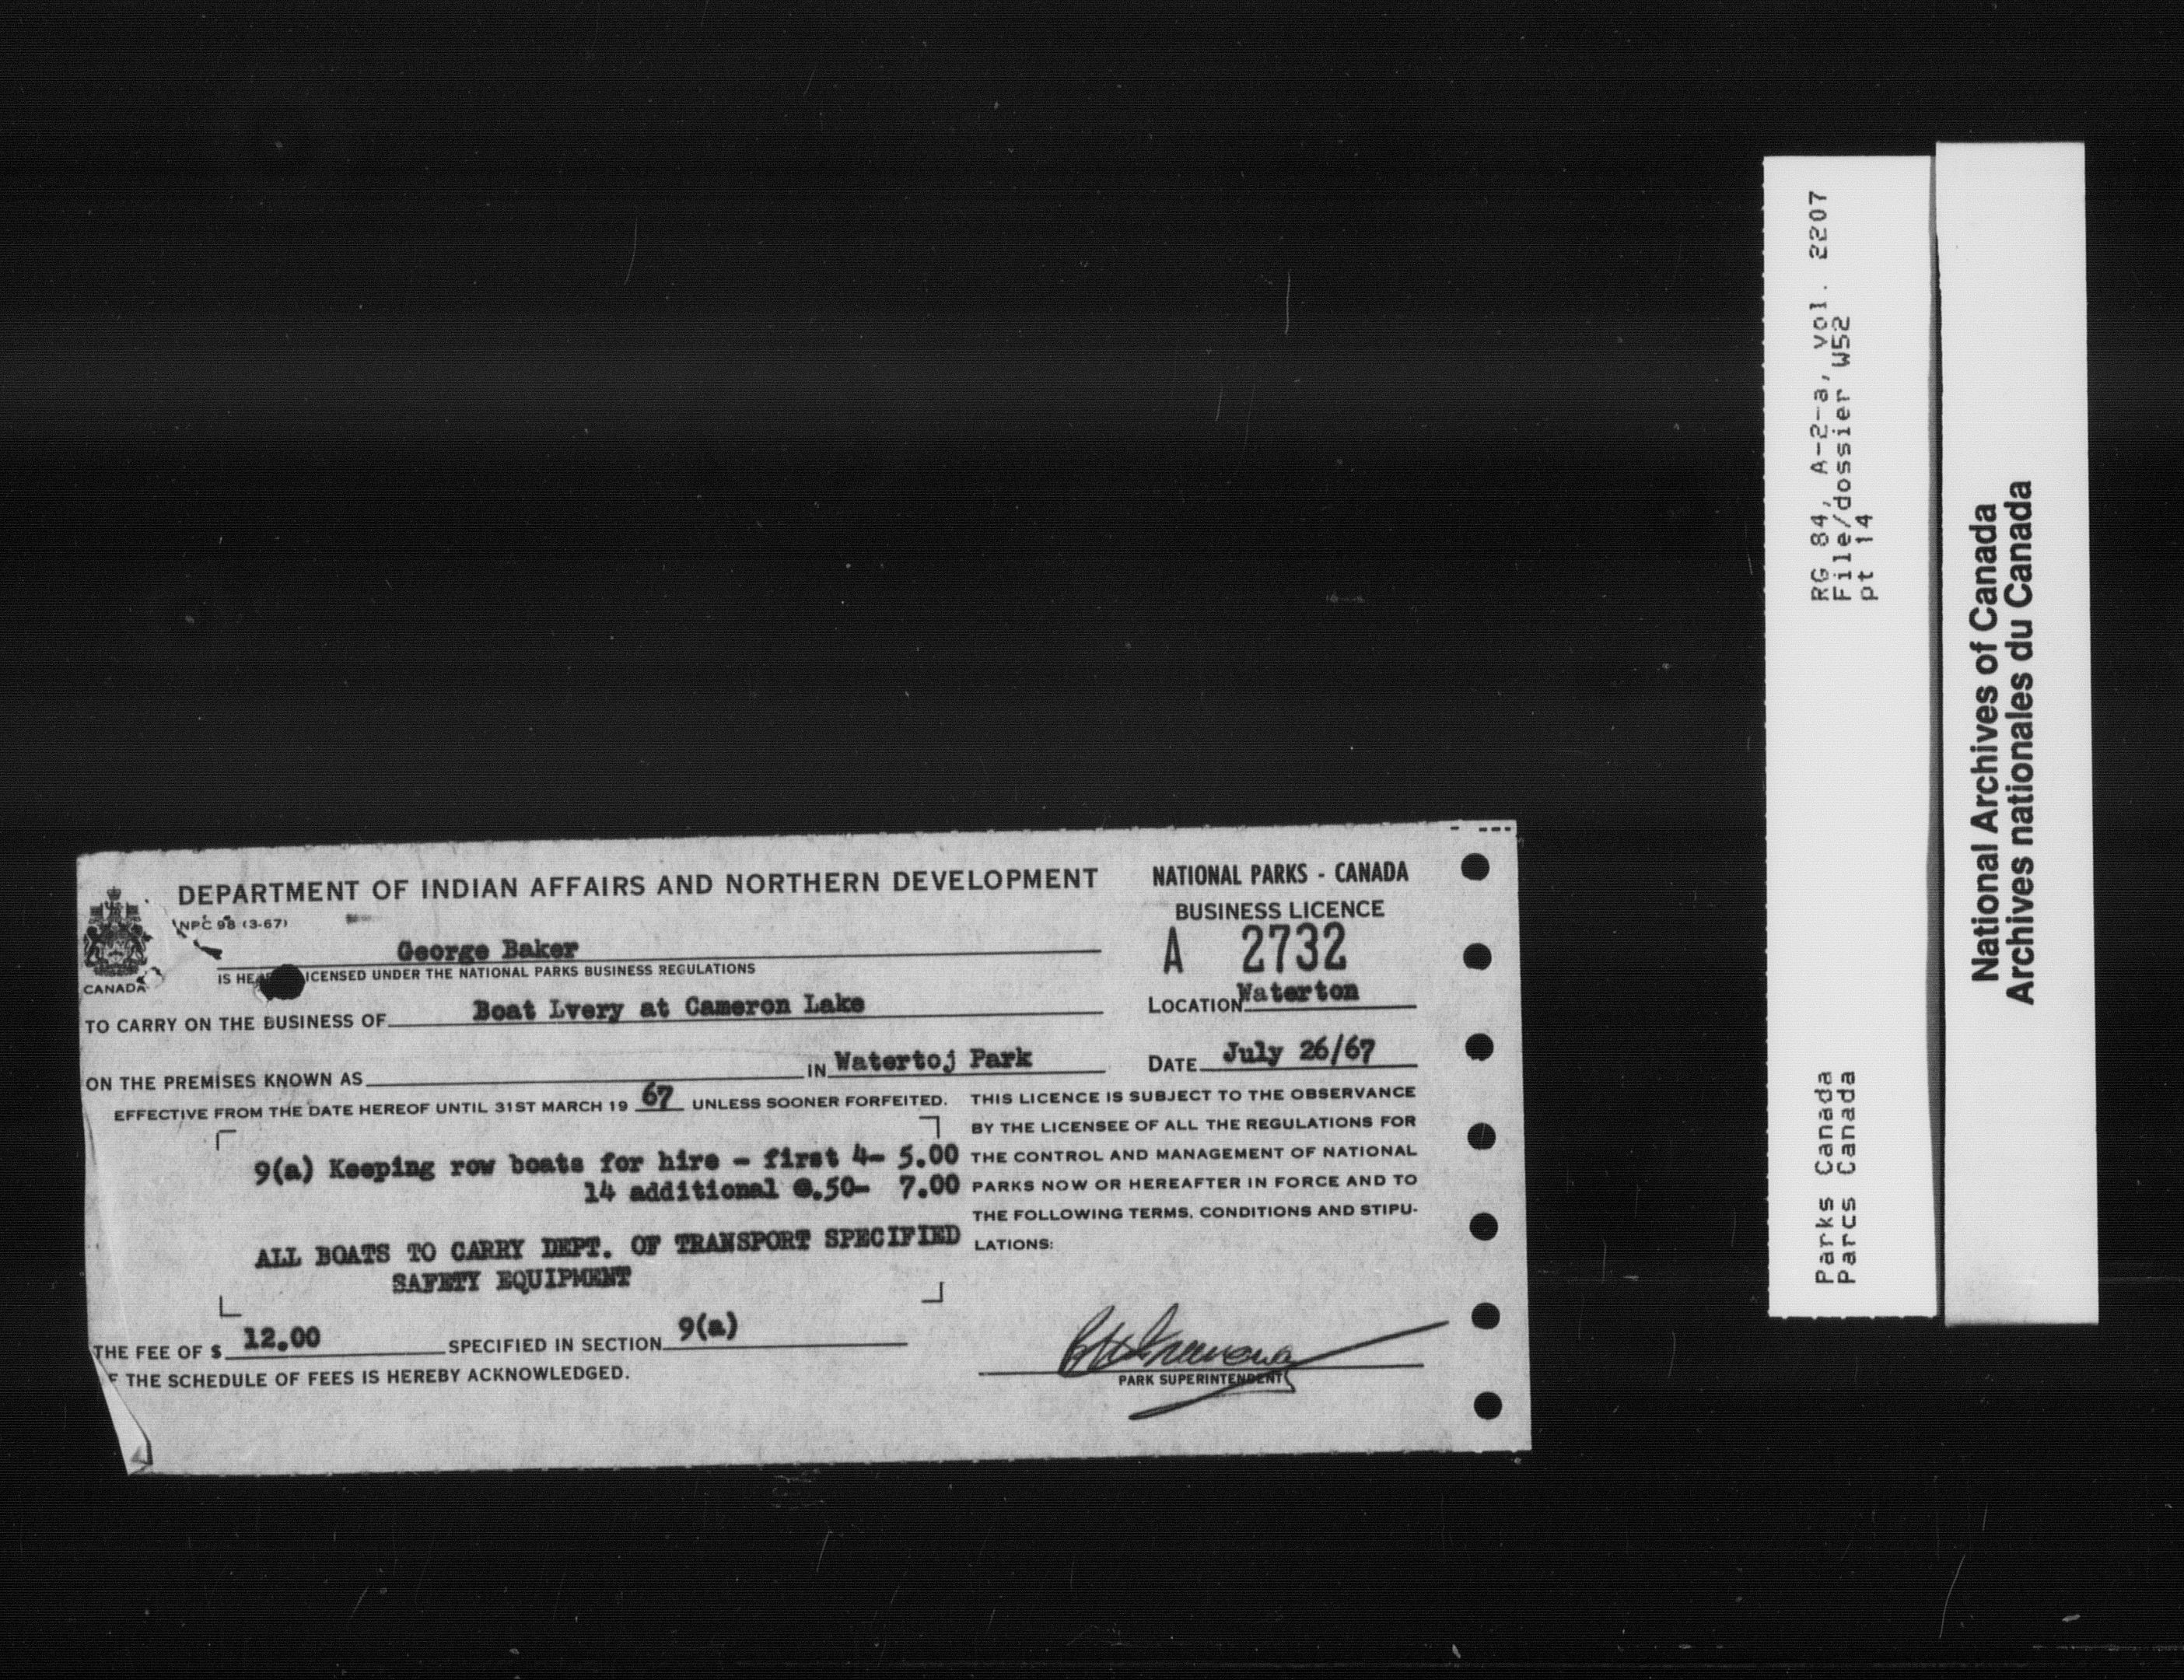 DEPARTMENT OF INDIAN AFFAIRS AND NORTHERN DEVELOPMENT
NPC 98 (3-67)
CANADA
George Baker
IS HE ICENSED UNDER THE NATIONAL PARKS BUSINESS REGULATIONS
TO CARRY ON THE BUSINESS OF Boat Lvery at Cameron Lake
ON THE PREMISES KNOWN AS IN Watertoj Park
EFFECTIVE FROM THE DATE HEREOF UNTIL 31ST MARCH 19 67 UNLESS SOONER FORFEITED.
9(a) Keeping row boats for hire - first 4- 5.00
14 additional @.50- 7.00
ALL BOATS TO CARRY DEPT. OF TRANSPORT SPECIFIED
SAFETY EQUIPMENT
THE FEE OF $ 12.00 SPECIFIED IN SECTION 9(a)
F THE SCHEDULE OF FEES IS HEREBY ACKNOWLEDGED.
NATIONAL PARKS - CANADA
BUSINESS LICENCE
A 2732
LOCATION Waterton
DATE July 26/67
THIS LICENCE IS SUBJECT TO THE OBSERVANCE
BY THE LICENSEE OF ALL THE REGULATIONS FOR
THE CONTROL AND MANAGEMENT OF NATIONAL
PARKS NOW OR HEREAFTER IN FORCE AND TO
THE FOLLOWING TERMS, CONDITIONS AND STIPU-
LATIONS:
PARK SUPERINTENDENT
RG 84, A-2-a, vol. 2207
File/dossier W52
pt 14
Parks Canada
Parcs Canada
National Archives of Canada
Archives nationales du Canada